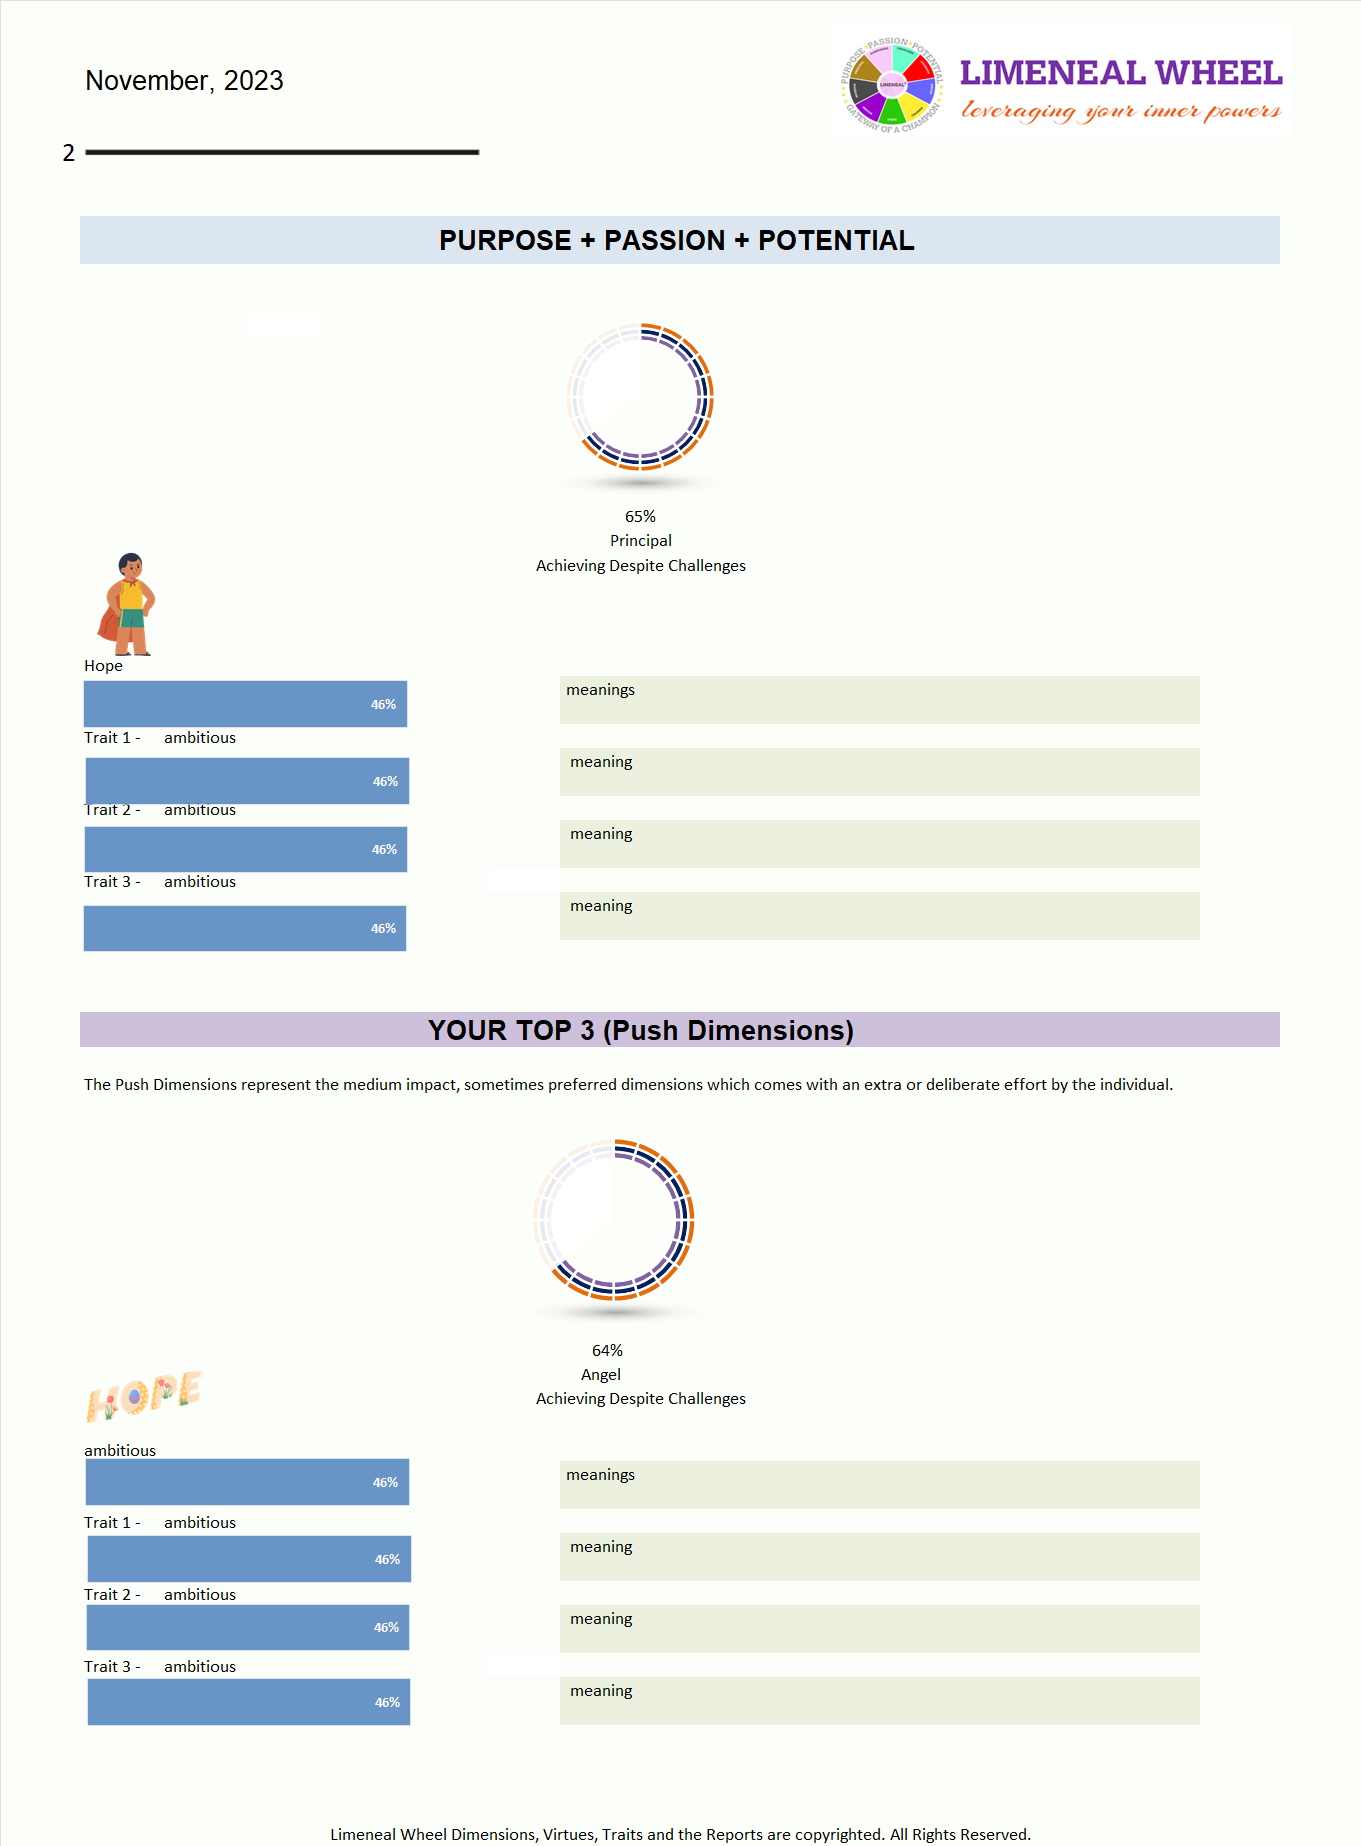 November, 2023
PURPOSE PASSION POTENTIAL
LIMENEAL
GATEWAY OF A CHAMPION
LIMENEAL WHEEL
leveraging your inner powers
2
PURPOSE + PASSION + POTENTIAL
65%
Principal
Achieving Despite Challenges
Hope
46%
meanings
Trait 1 - ambitious
46%
meaning
Trait 2 - ambitious
46%
meaning
Trait 3 - ambitious
46%
meaning
YOUR TOP 3 (Push Dimensions)
The Push Dimensions represent the medium impact, sometimes preferred dimensions which comes with an extra or deliberate effort by the individual.
64%
Angel
Achieving Despite Challenges
HOPE
ambitious
46%
meanings
Trait 1 - ambitious
46%
meaning
Trait 2 - ambitious
46%
meaning
Trait 3 - ambitious
46%
meaning
Limeneal Wheel Dimensions, Virtues, Traits and the Reports are copyrighted. All Rights Reserved.